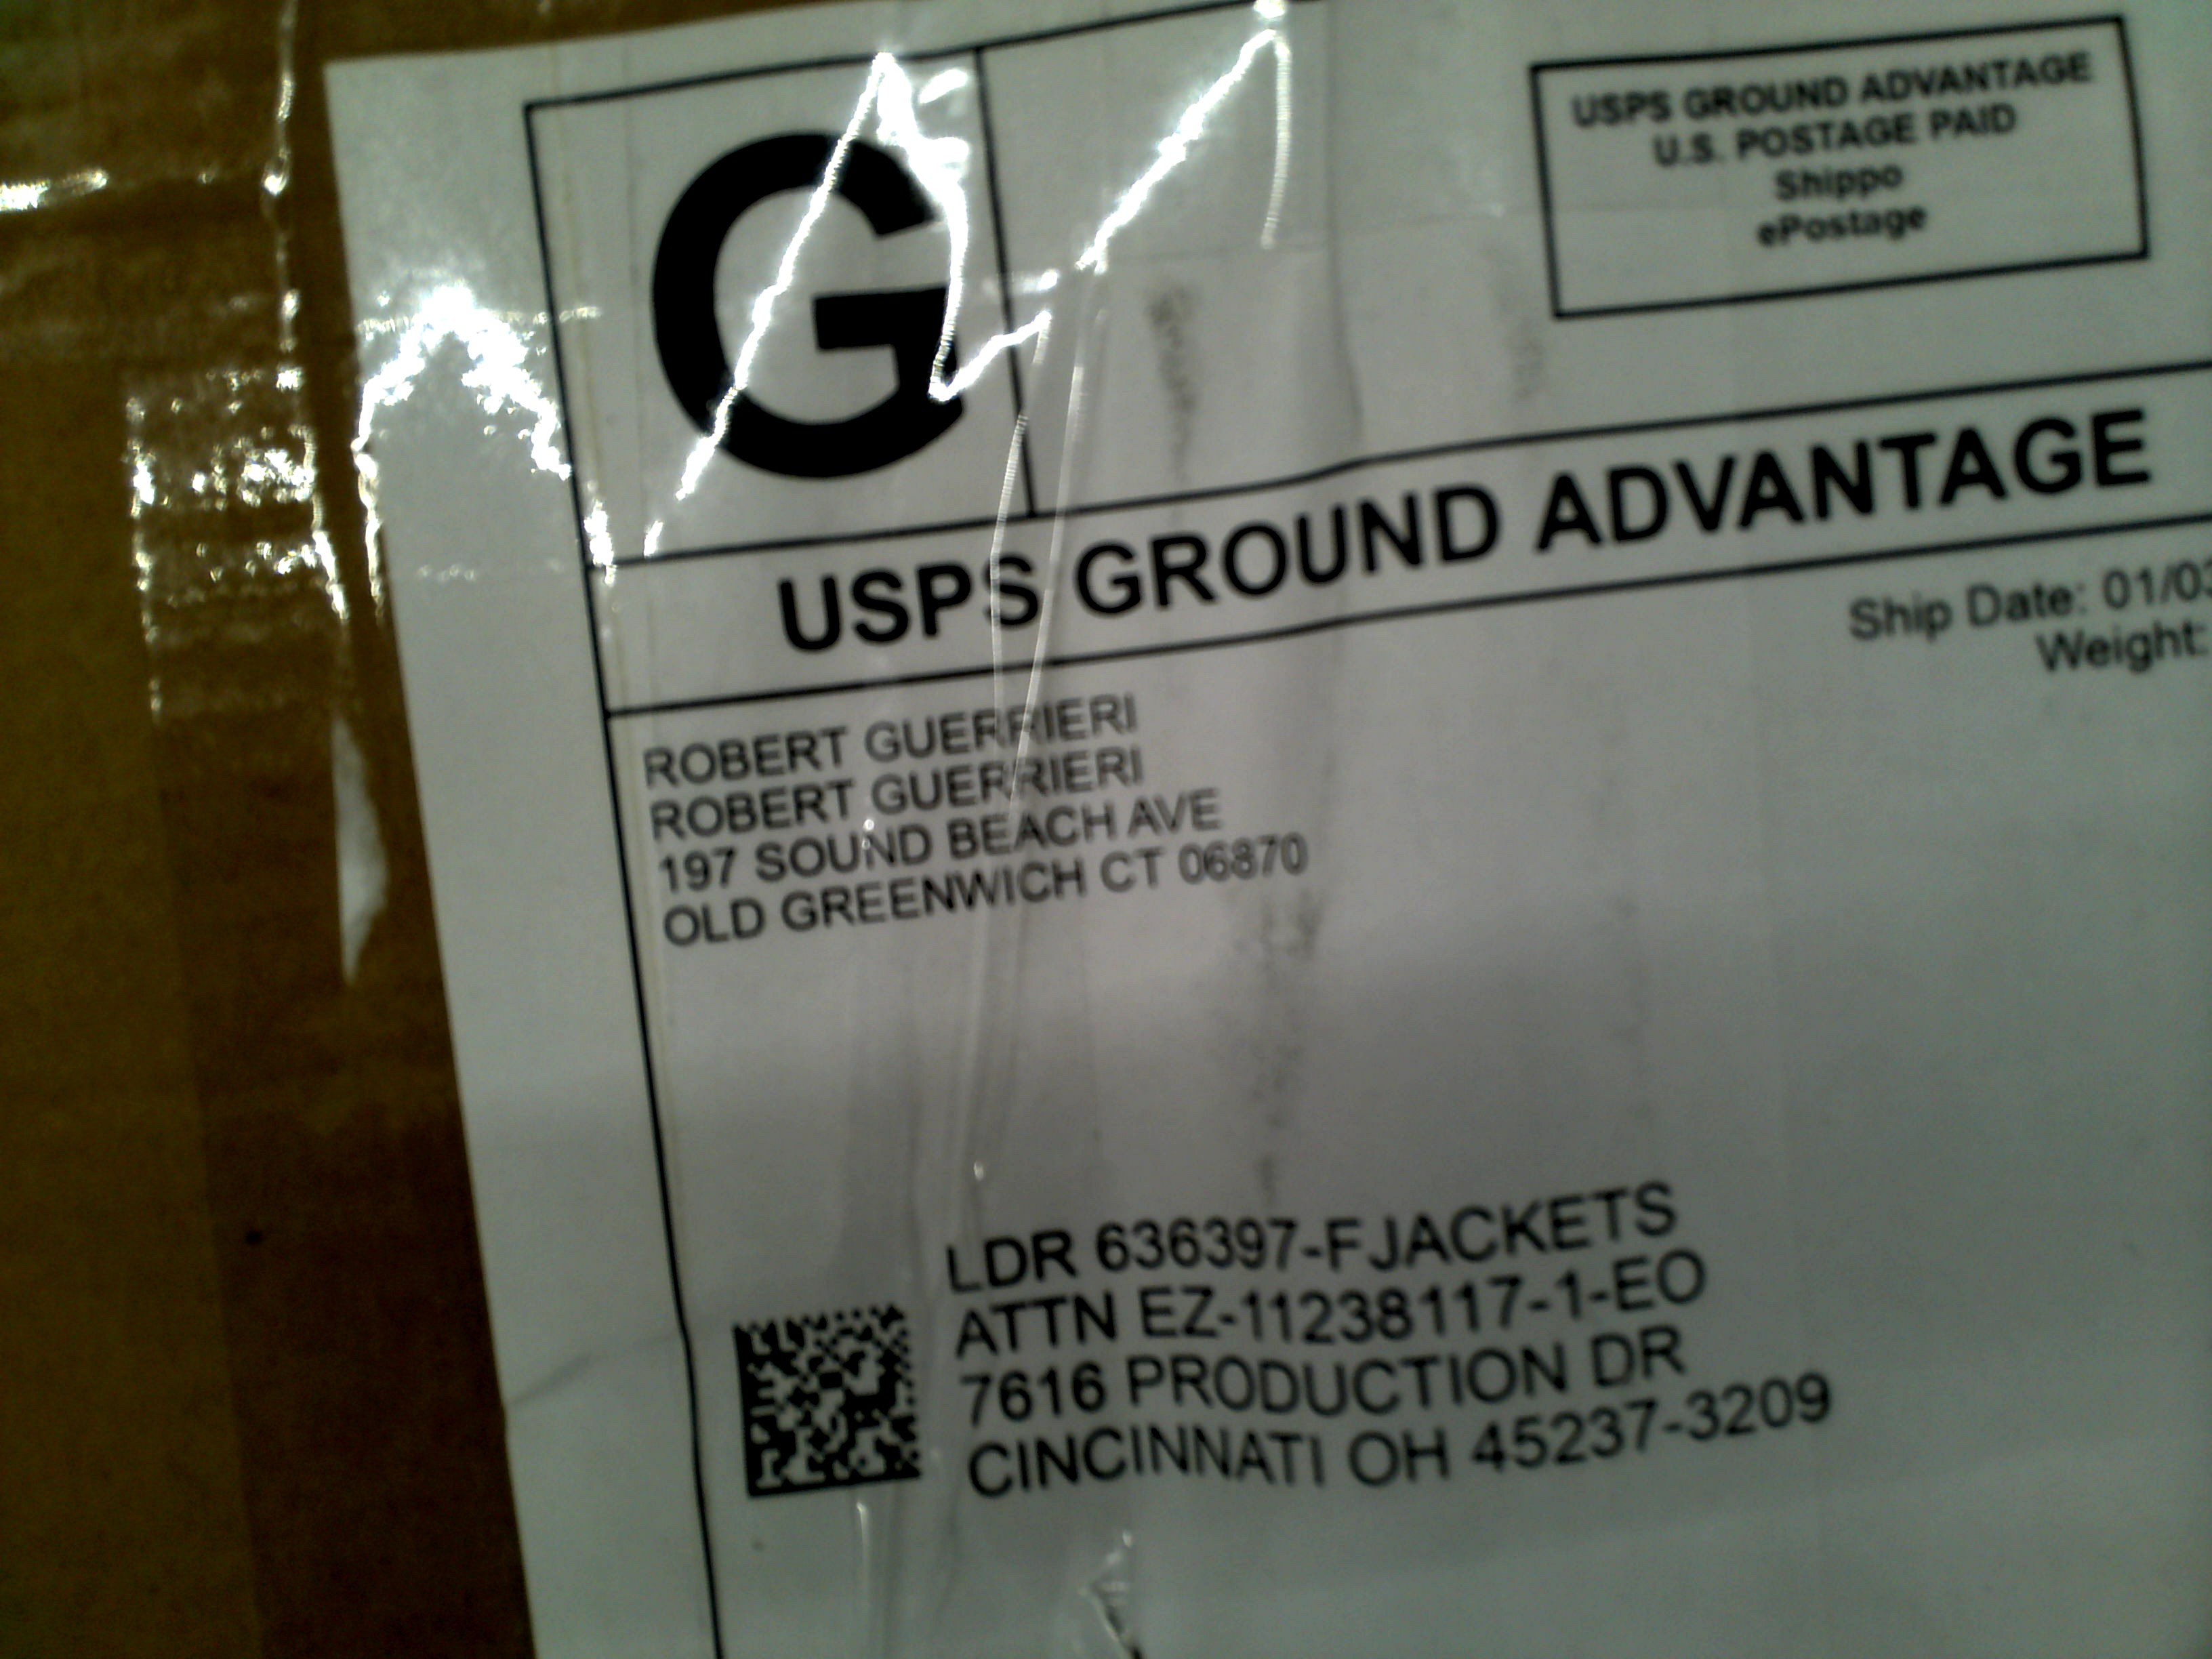 G
USPS GROUND ADVANTAGE
U.S. POSTAGE PAID
Shippo
ePostage
USPS GROUND ADVANTAGE
Ship Date: 01/03
Weight:
ROBERT GUERRIERI
ROBERT GUERRIERI
197 SOUND BEACH AVE
OLD GREENWICH CT 06870
LDR 636397-FJACKETS
ATTN EZ-11238117-1-EO
7616 PRODUCTION DR
CINCINNATI OH 45237-3209